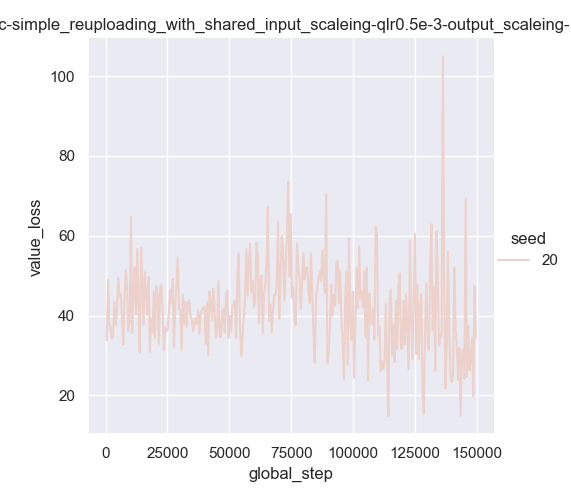 c-simple_reuploading_with_shared_input_scaleing-qlr0.5e-3-output_scaleing-
100
80
60
40
20
value_loss
0 25000 50000 75000 100000 125000 150000
global_step
seed
20